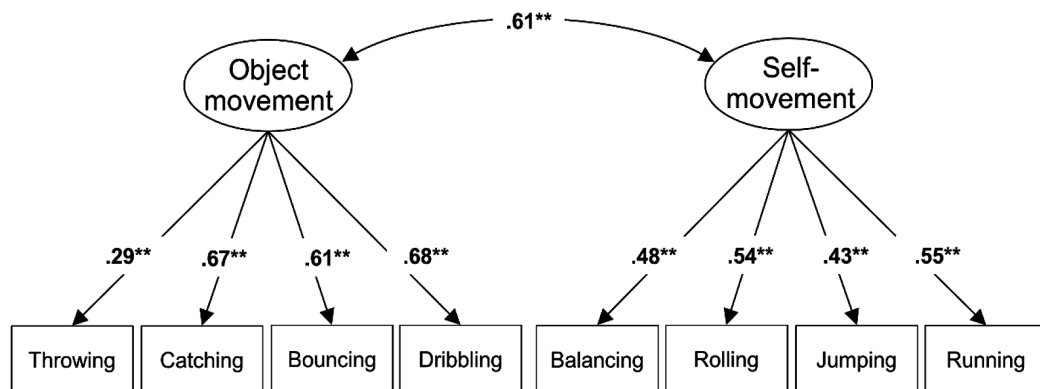 .61**
Object
movement
Self-
movement
.29** .67** .61** .68** .48** .54** .43** .55**
Throwing Catching Bouncing Dribbling Balancing Rolling Jumping Running